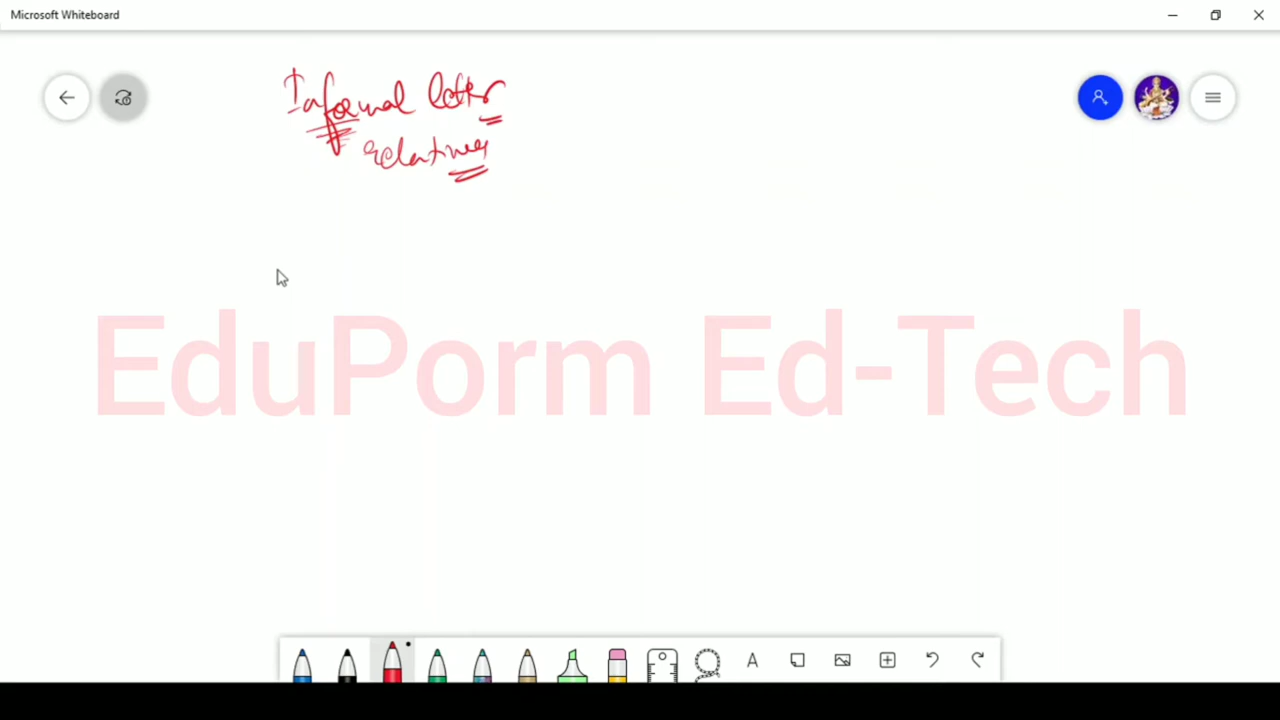 Microsoft Whiteboard
Informal letter
relatives
EduPorm Ed-Tech